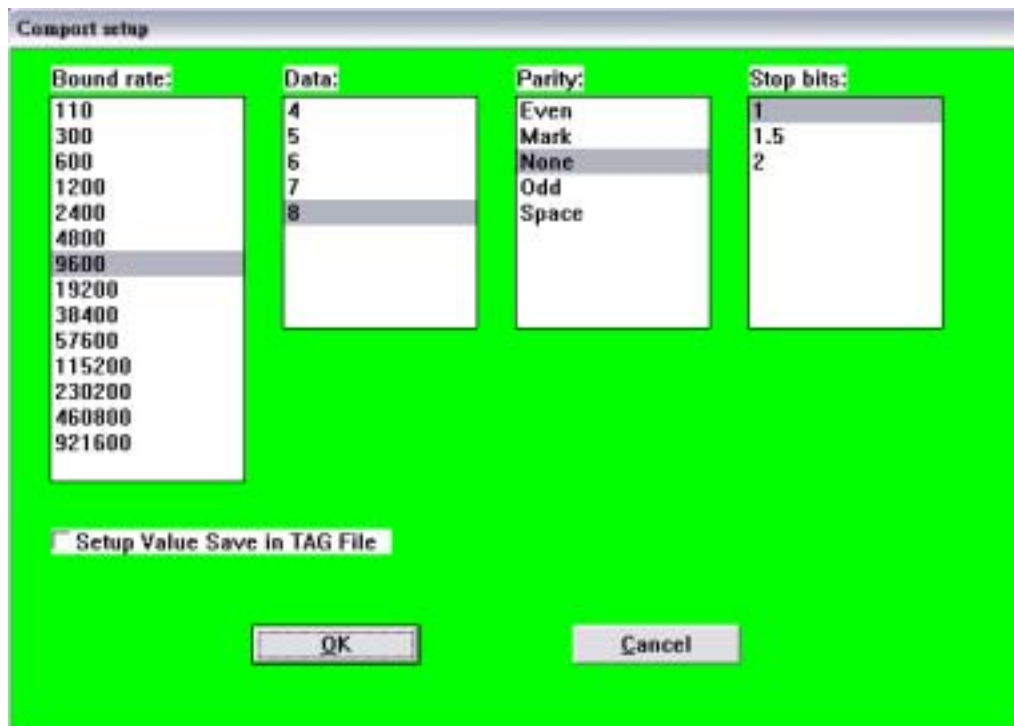 Comport setup
Bound rate:
110
300
600
1200
2400
4800
9600
19200
38400
57600
115200
230200
460800
921600
Data:
4
5
6
7
8
Parity:
Even
Mark
None
Odd
Space
Stop bits:
1
1.5
2
Setup Value Save in TAG File
OK
Cancel